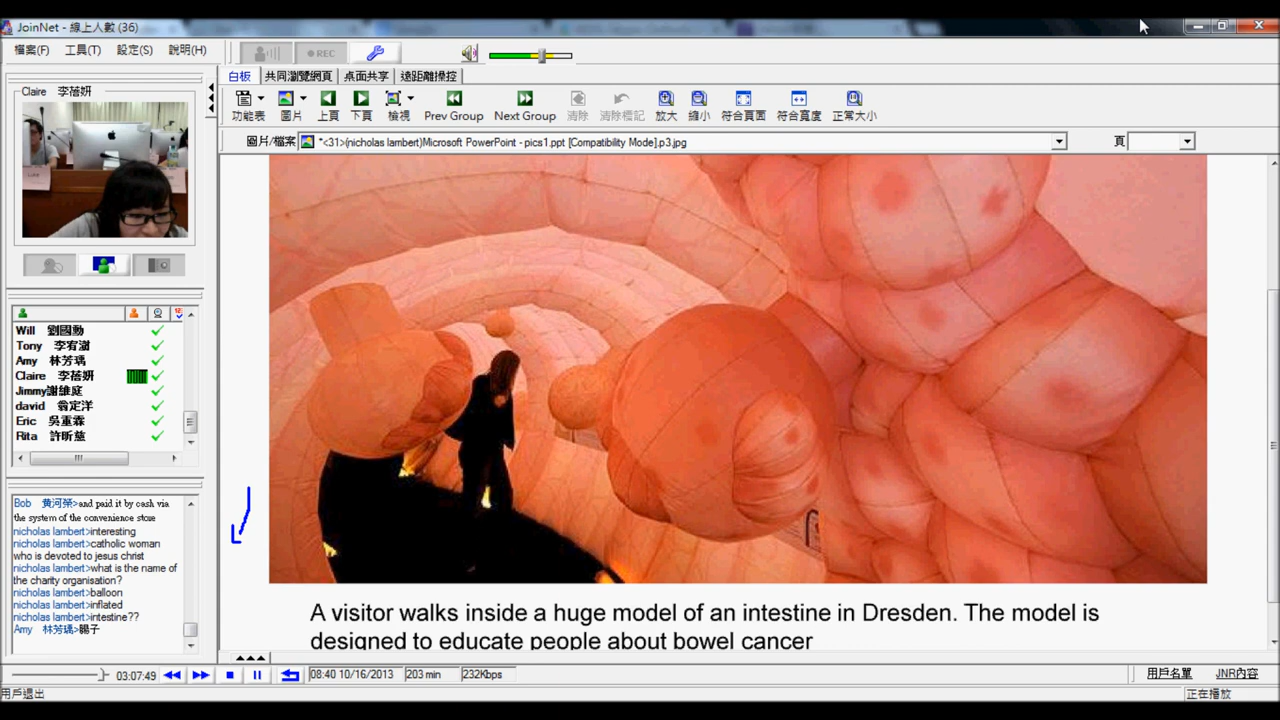 JoinNet - 線上人數 (36)
檔案(F) 工具(T) 設定(S) 說明(H)
REC
Claire 李蓓妍
白板 共同瀏覽網頁 桌面共享 遠距離操控
功能表 圖片 上頁 下頁 檢視 Prev Group Next Group 清除 清除標記 放大 縮小 符合頁面 符合寬度 正常大小
圖片/檔案 *<31>(nicholas lambert)Microsoft PowerPoint - pics1.ppt [Compatibility Mode].p3.jpg 頁
Will 劉國勳
Tony 李宥澍
Amy 林芳瑀
Claire 李蓓妍
Jimmy謝雒庭
david 翁定洋
Eric 吳重霖
Rita 許昕慈
Bob 黄河榮>and paid it by cash via
the system of the convenience store
nicholas lambert>interesting
nicholas lambert>catholic woman
who is devoted to jesus christ
nicholas lambert>what is the name of
the charity organisation?
nicholas lambert>balloon
nicholas lambert>inflated
nicholas lambert>intestine??
Amy 林芳瑀>腸子
A visitor walks inside a huge model of an intestine in Dresden. The model is
designed to educate people about bowel cancer
03:07:49 08:40 10/16/2013 203 min 232Kbps 用戶名單 JNR內容
用戶退出 正在播放